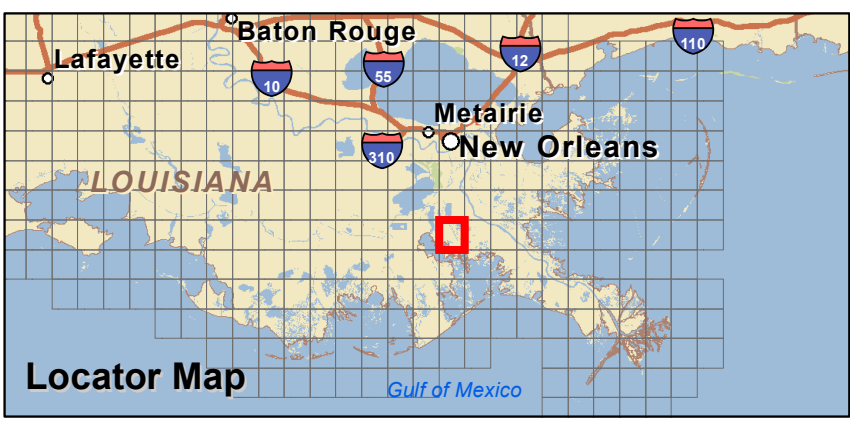 Baton Rouge
Lafayette
12
110
10
55
Metairie
New Orleans
310
LOUISIANA
Locator Map
Gulf of Mexico